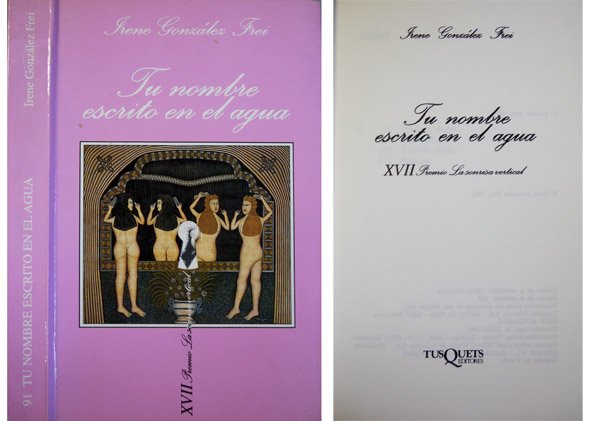 Irene González Frei
91 TU NOMBRE ESCRITO EN EL AGUA
Irene González Frei
Tu nombre
escrito en el agua
XVII Premio La sonrisa vertical
Irene González Frei
Tu nombre
escrito en el agua
XVII Premio La sonrisa vertical
TUSQUETS
EDITORES